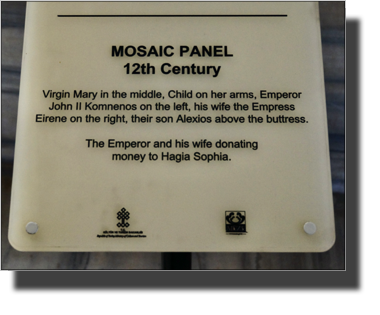 MOSAIC PANEL
12th Century
Virgin Mary in the middle, Child on her arms, Emperor
John II Komnenos on the left, his wife the Empress
Eirene on the right, their son Alexios above the buttress.
The Emperor and his wife donating
money to Hagia Sophia.